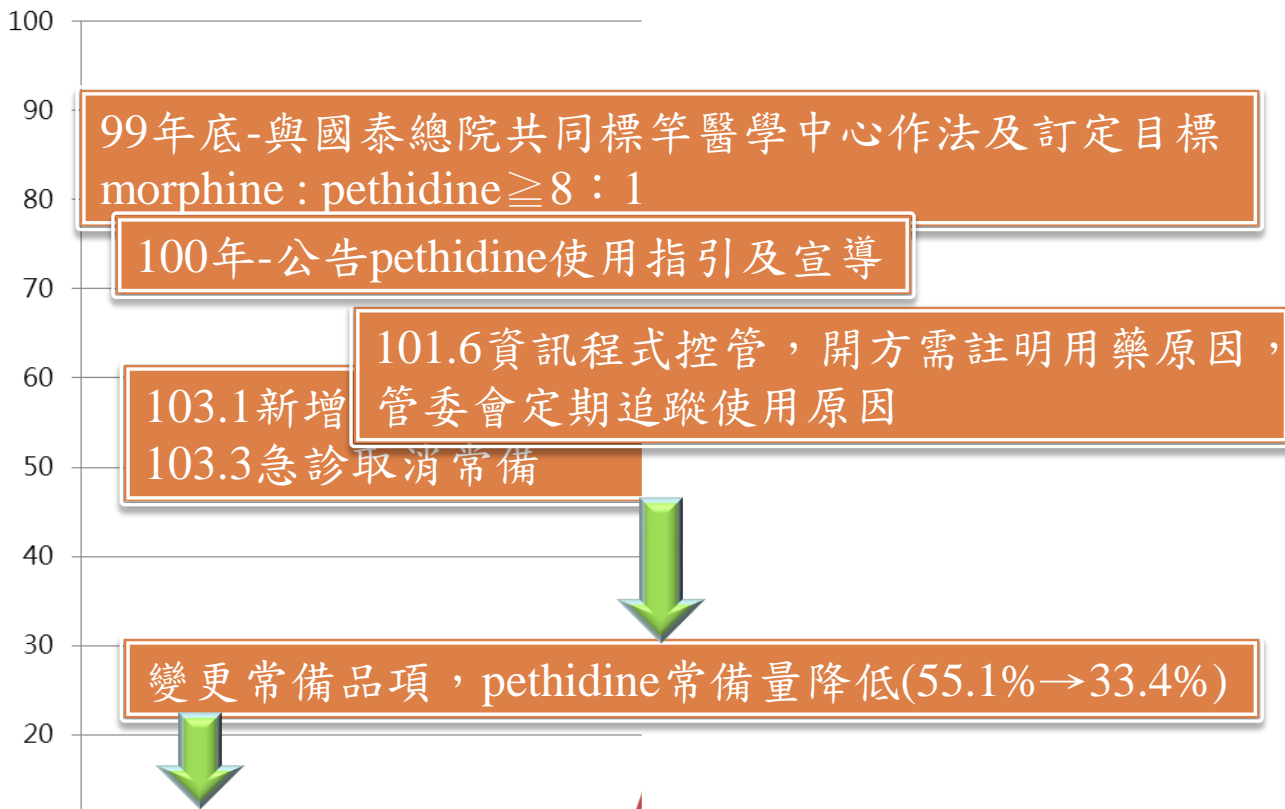 100
90
99年底-與國泰總院共同標竿醫學中心作法及訂定目標
morphine : pethidine≧8：1
80
100年-公告pethidine使用指引及宣導
70
101.6資訊程式控管，開方需註明用藥原因，
管委會定期追蹤使用原因
60
103.1新增
103.3急診取消常備
50
40
30
變更常備品項，pethidine常備量降低(55.1%→33.4%)
20